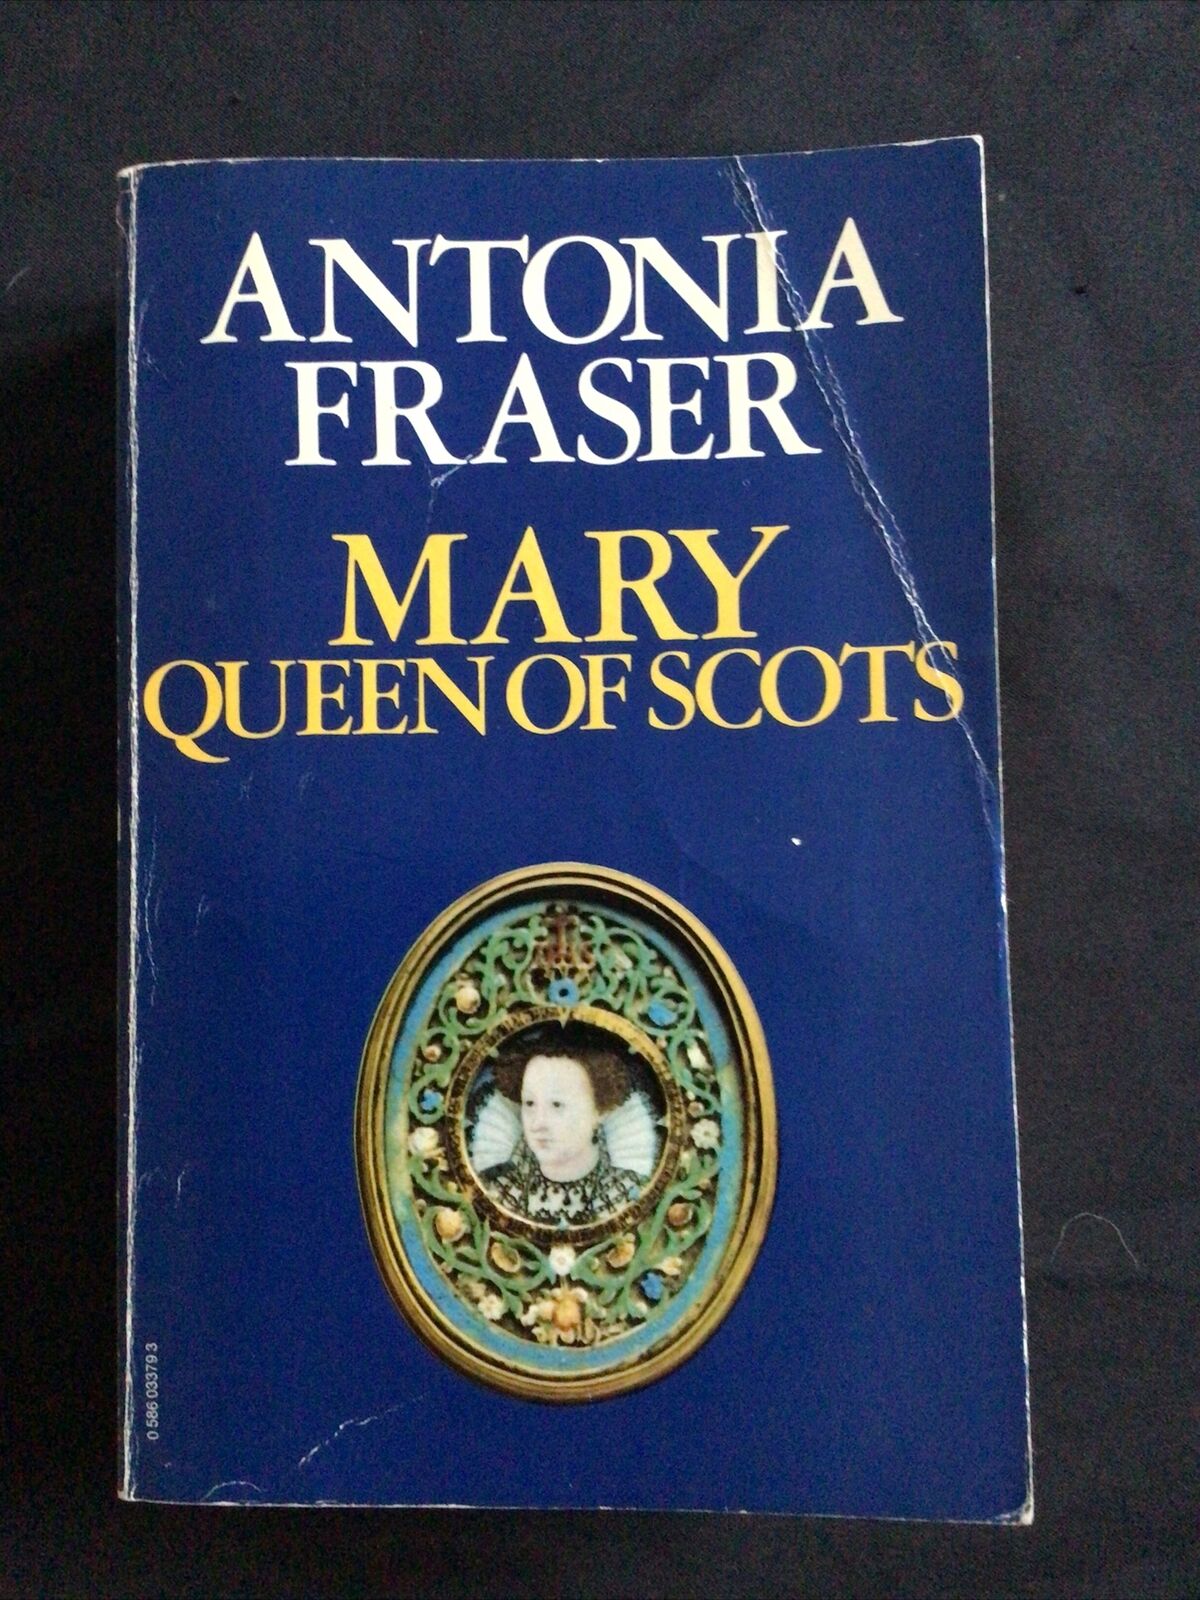 ANTONIA
FRASER
MARY
QUEEN OF SCOTS
0 586 03379 3